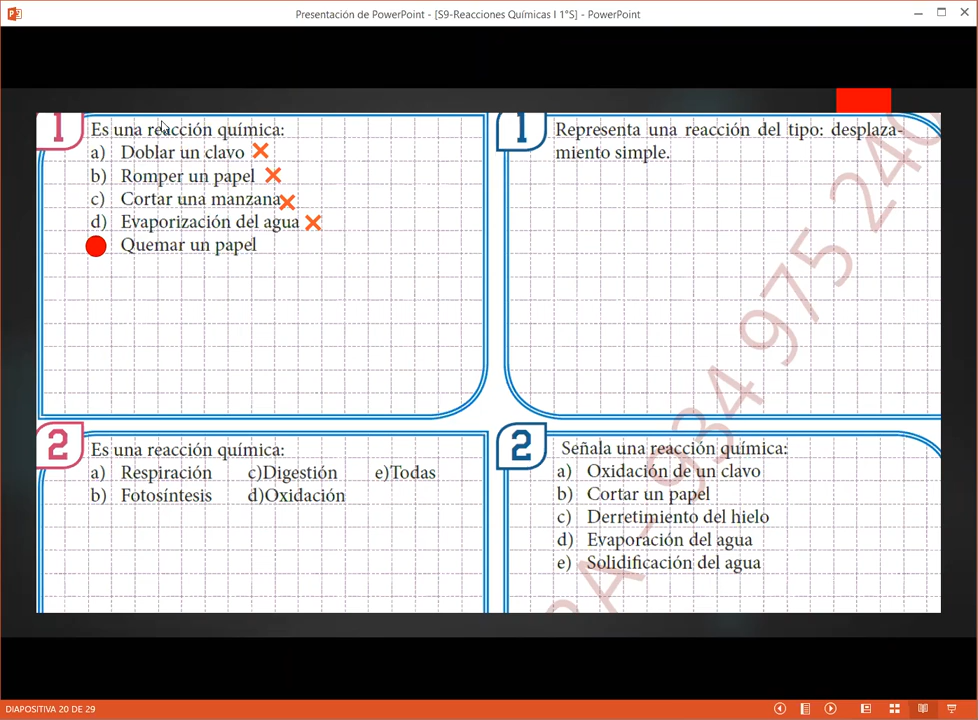 Presentación de PowerPoint - [S9-Reacciones Químicas I 1°S] - PowerPoint
1
Es una reacción química:
a) Doblar un clavo
b) Romper un papel
c) Cortar una manzana
d) Evaporización del agua
Quemar un papel
1
Representa una reacción del tipo: desplaza-
miento simple.
2
Es una reacción química:
a) Respiración c)Digestión e)Todas
b) Fotosíntesis d)Oxidación
2
Señala una reacción química:
a) Oxidación de un clavo
b) Cortar un papel
c) Derretimiento del hielo
d) Evaporación del agua
e) Solidificación del agua
A - 934 975 240
DIAPOSITIVA 20 DE 29